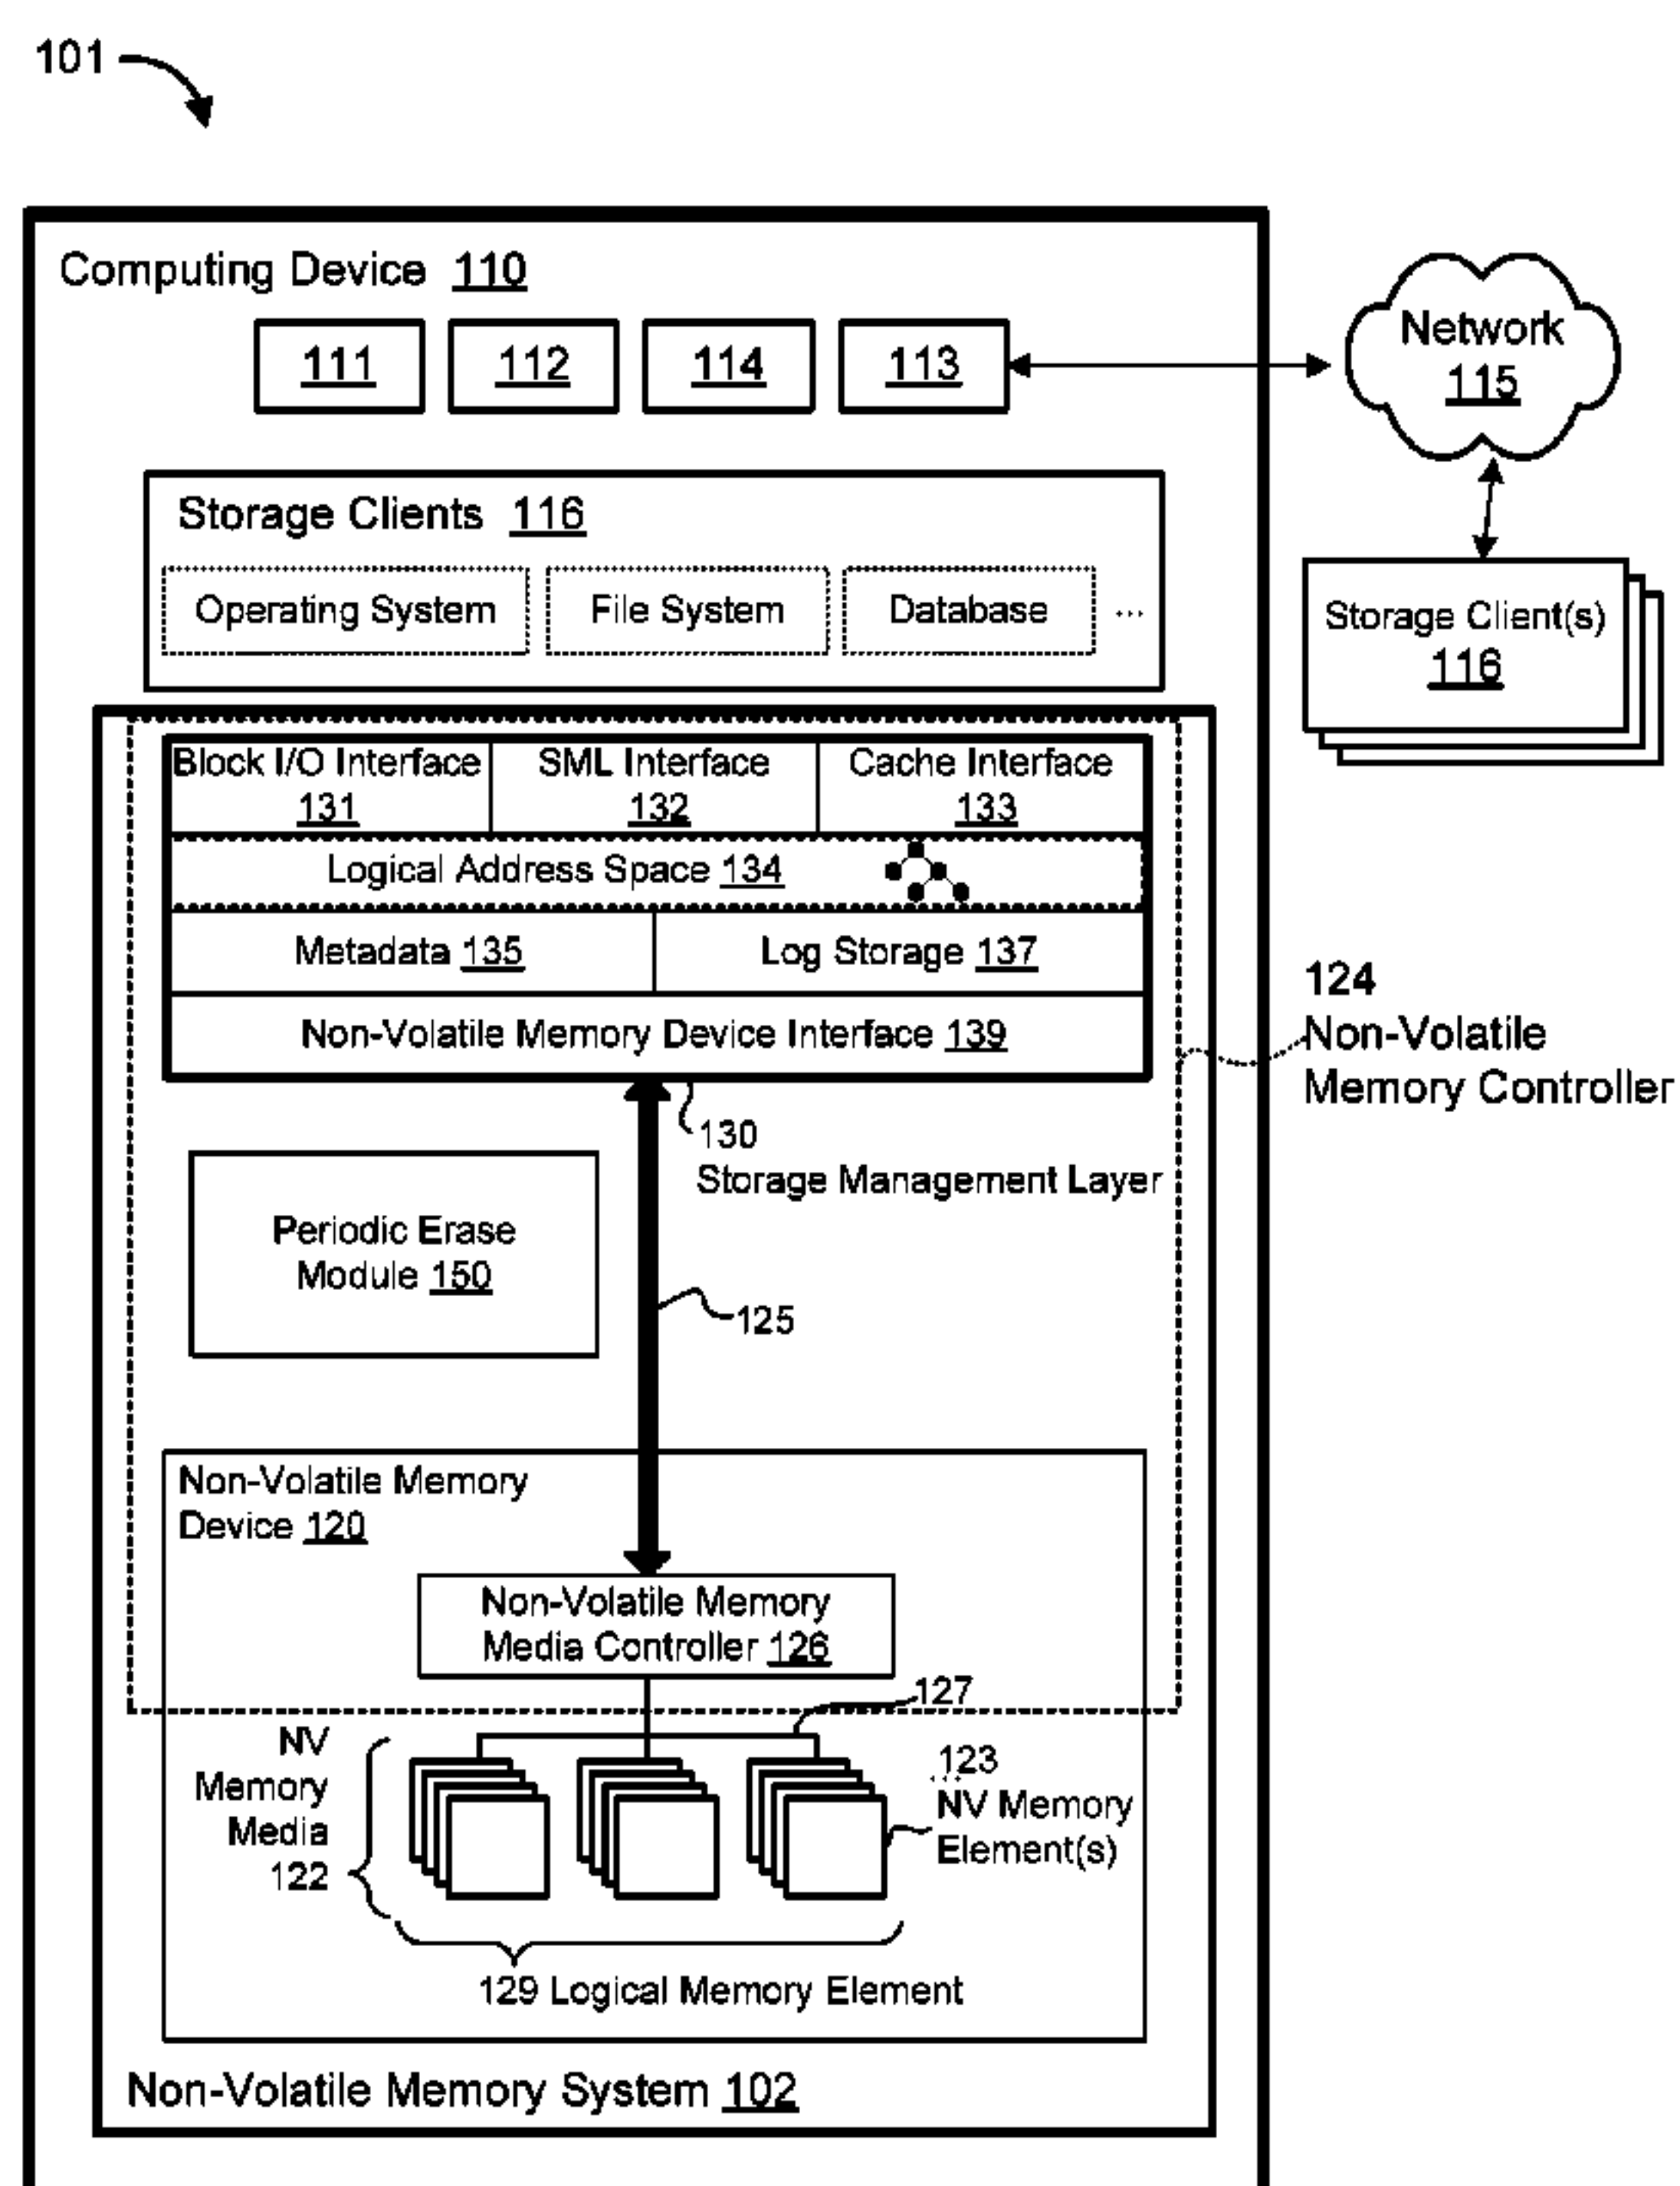 101
Computing Device 110
111
112
114
113
Network
115
Storage Clients 116
Operating System
File System
Database
...
Storage Client(s)
116
Block I/O Interface
131
SML Interface
132
Cache Interface
133
Logical Address Space 134
Metadata 135
Log Storage 137
Non-Volatile Memory Device Interface 139
124
Non-Volatile
Memory Controller
130
Storage Management Layer
Periodic Erase
Module 150
125
Non-Volatile Memory
Device 120
Non-Volatile Memory
Media Controller 126
127
NV
Memory
Media
122
123
NV Memory
Element(s)
129 Logical Memory Element
Non-Volatile Memory System 102